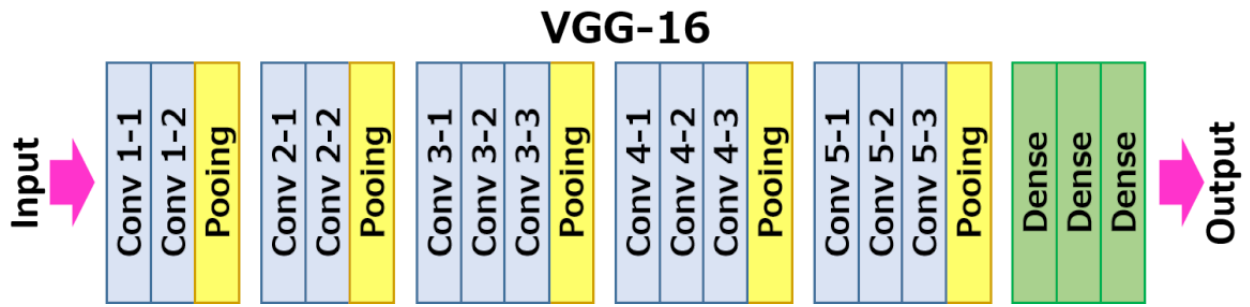 VGG-16
Input
Conv 1-1
Conv 1-2
Pooing
Conv 2-1
Conv 2-2
Pooing
Conv 3-1
Conv 3-2
Conv 3-3
Pooing
Conv 4-1
Conv 4-2
Conv 4-3
Pooing
Conv 5-1
Conv 5-2
Conv 5-3
Pooing
Dense
Dense
Dense
Output